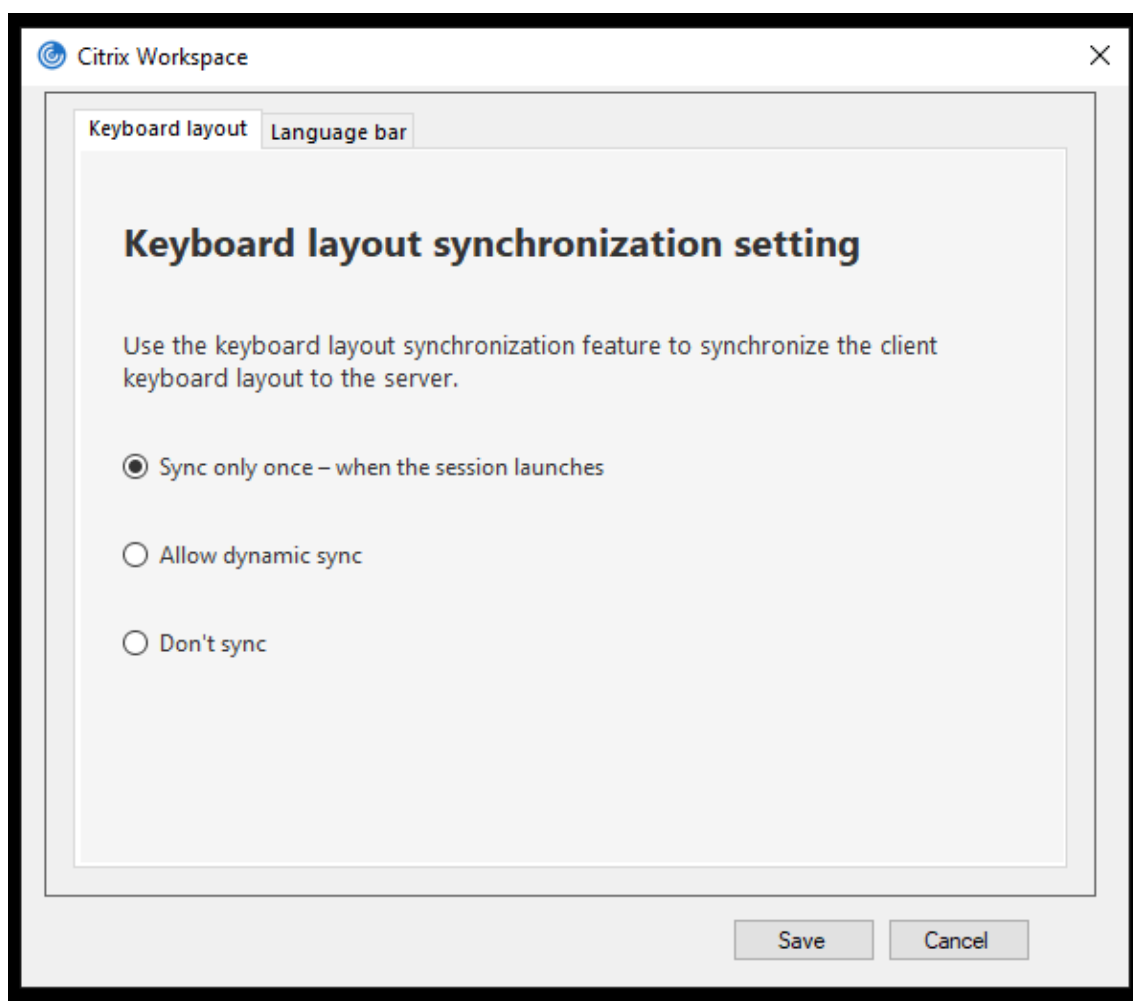 Citrix Workspace
Keyboard layout
Language bar
Keyboard layout synchronization setting
Use the keyboard layout synchronization feature to synchronize the client
keyboard layout to the server.
Sync only once – when the session launches
Allow dynamic sync
Don't sync
Save
Cancel